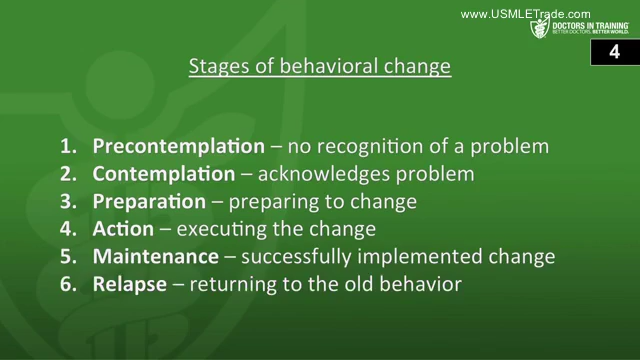 www.USMLETrade.com
DOCTORS IN TRAINING
BETTER DOCTORS. BETTER WORLD.
4
Stages of behavioral change
1. Precontemplation – no recognition of a problem
2. Contemplation – acknowledges problem
3. Preparation – preparing to change
4. Action – executing the change
5. Maintenance – successfully implemented change
6. Relapse – returning to the old behavior